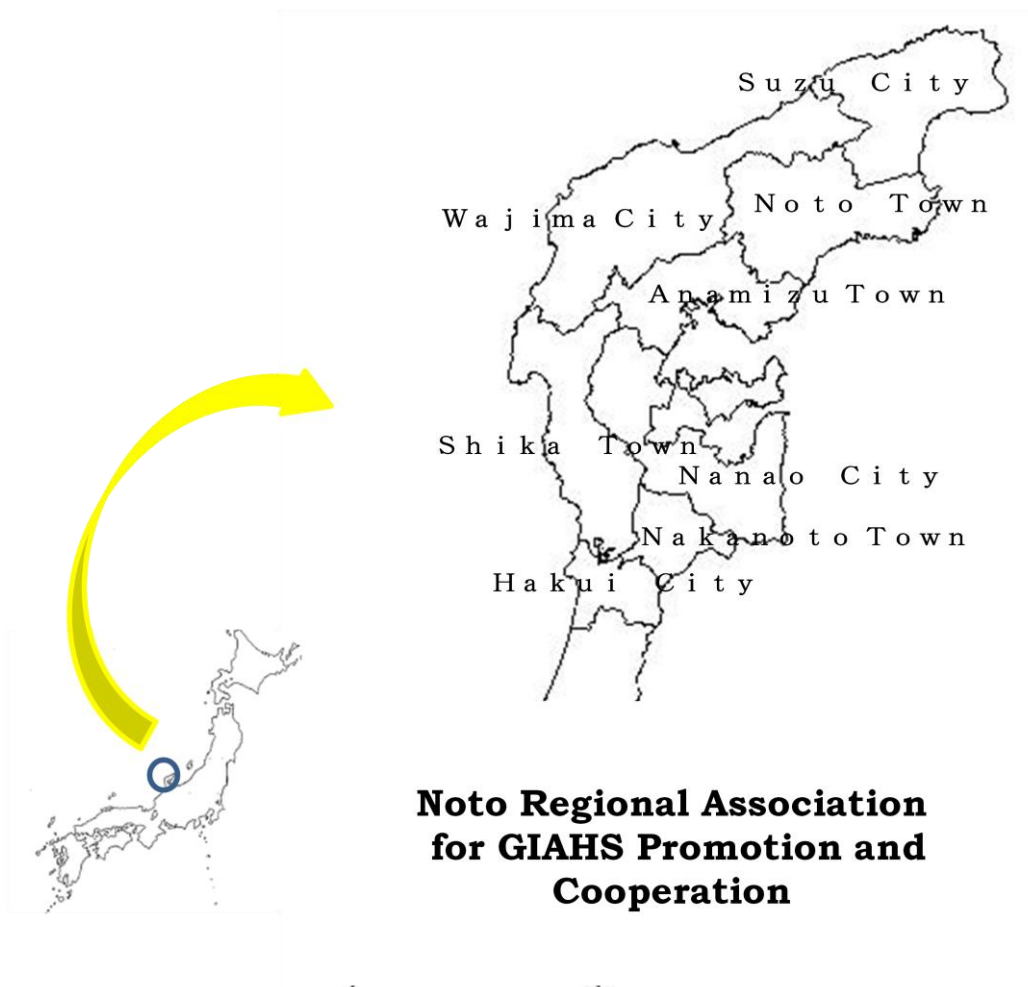 Suzu City
Noto Town
Wajima City
Anamizu Town
Shika Town
Nanao City
Nakanoto Town
Hakui City
Noto Regional Association
for GIAHS Promotion and
Cooperation